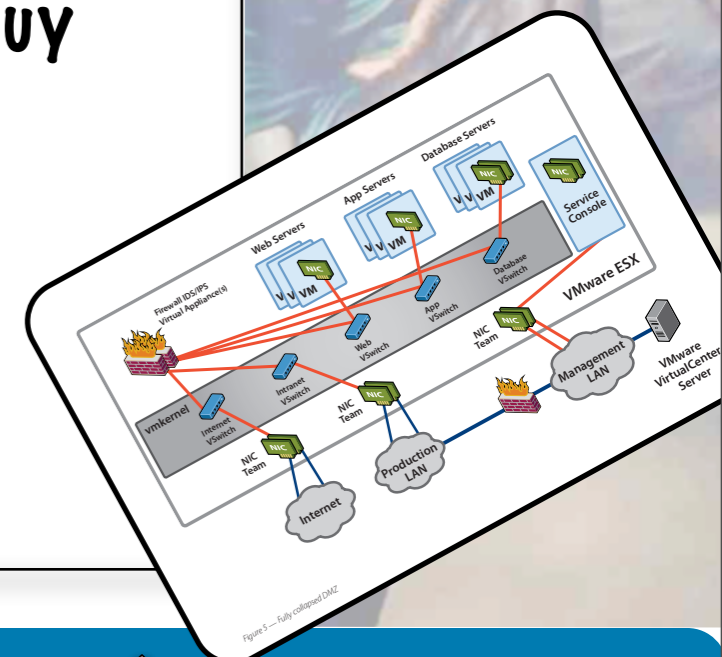 UY
Database Servers
App Servers
Web Servers
Firewall IDS/IPS
Virtual Appliance(s)
NIC
V V VM
NIC
V V VM
NIC
V V VM
NIC
Service
Console
Database
VSwitch
App
VSwitch
Web
VSwitch
Intranet
VSwitch
Internet
VSwitch
vmkernel
VMware ESX
NIC
Team
NIC
NIC
Team
NIC
NIC
Team
NIC
Management
LAN
VMware
VirtualCenter
Server
Production
LAN
Internet
Figure 5 — Fully collapsed DMZ